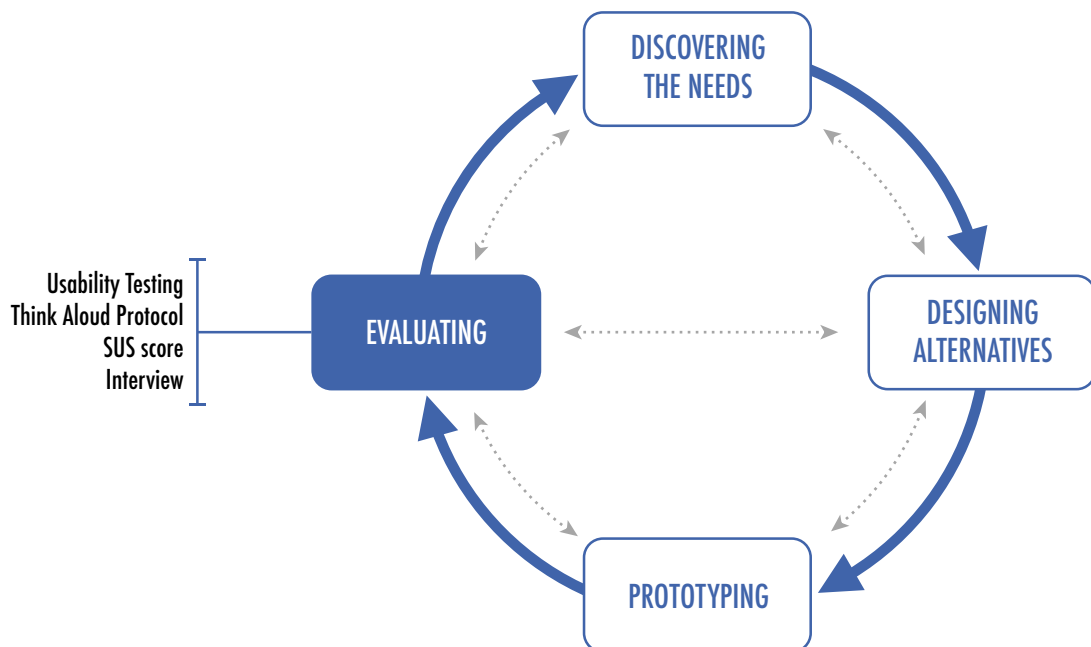 DISCOVERING
THE NEEDS
Usability Testing
Think Aloud Protocol
SUS score
Interview
EVALUATING
DESIGNING
ALTERNATIVES
PROTOTYPING